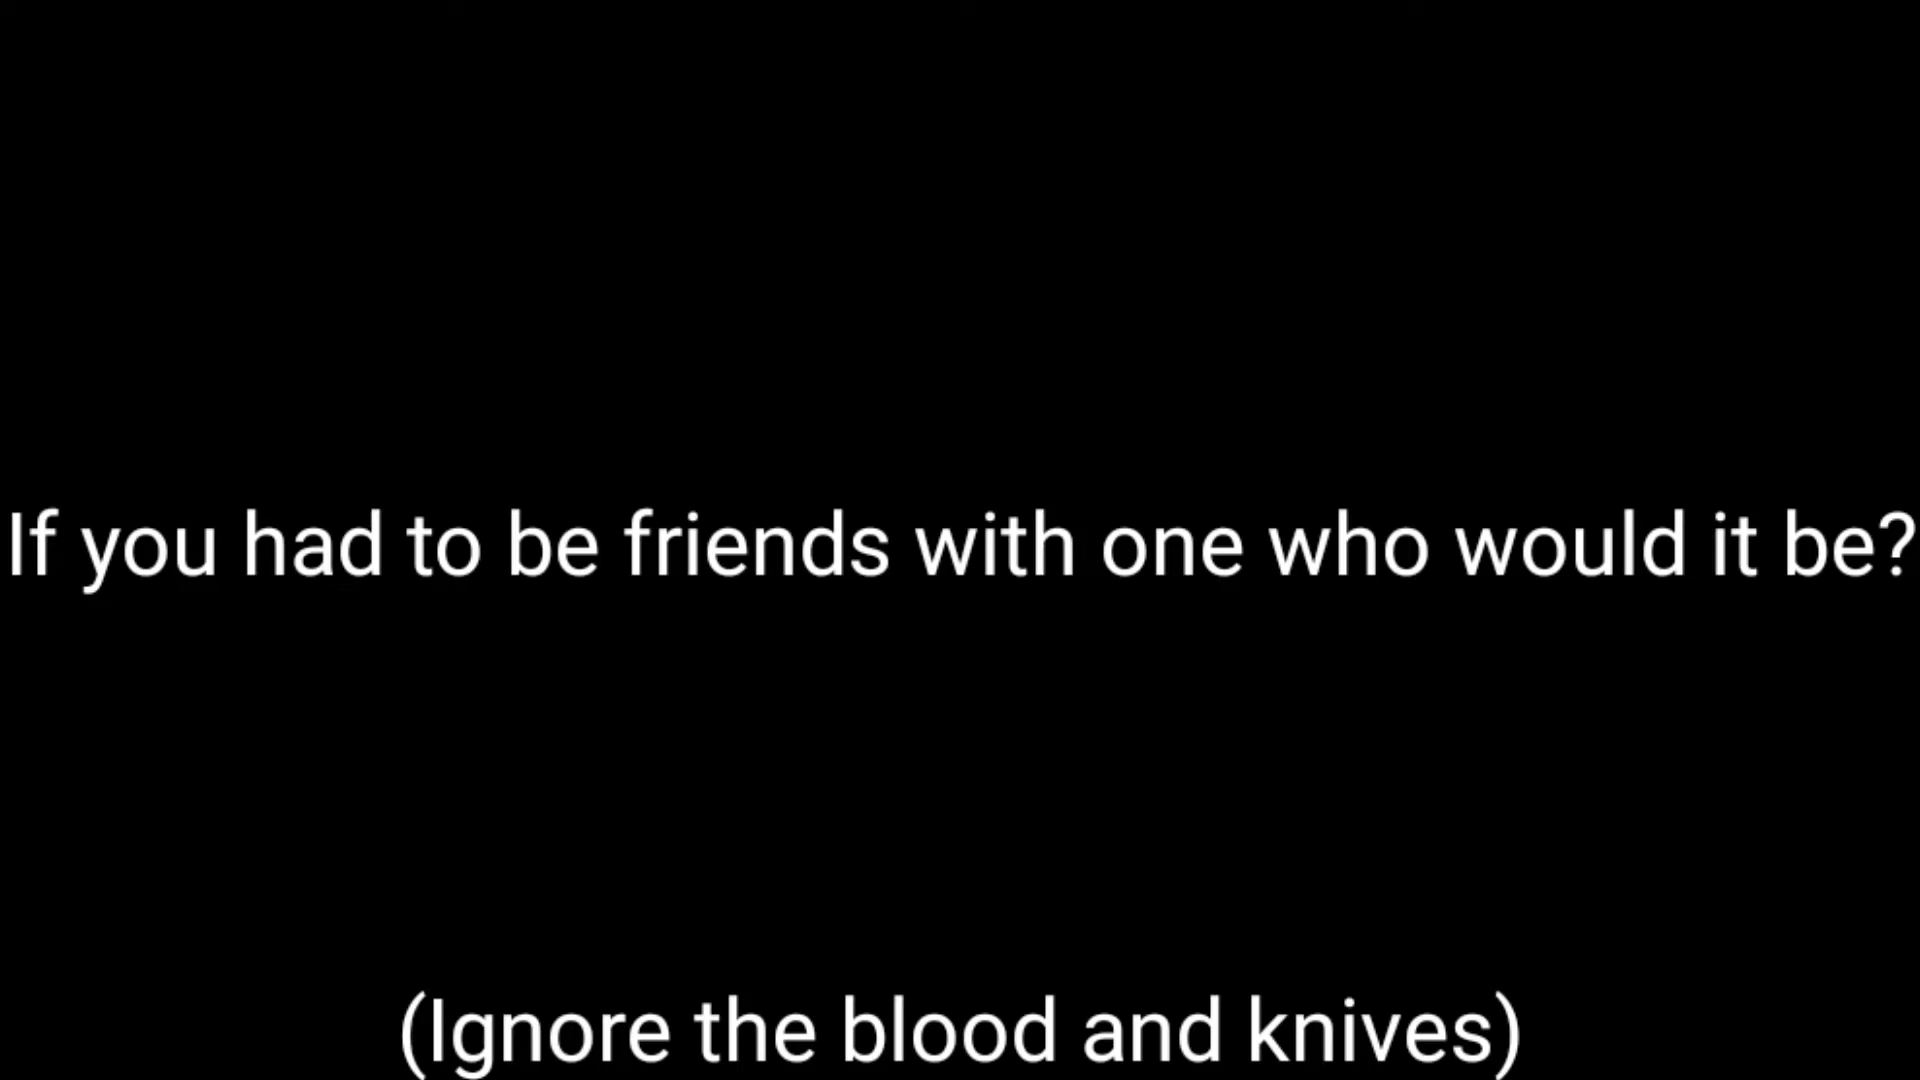 If you had to be friends with one who would it be?
(Ignore the blood and knives)